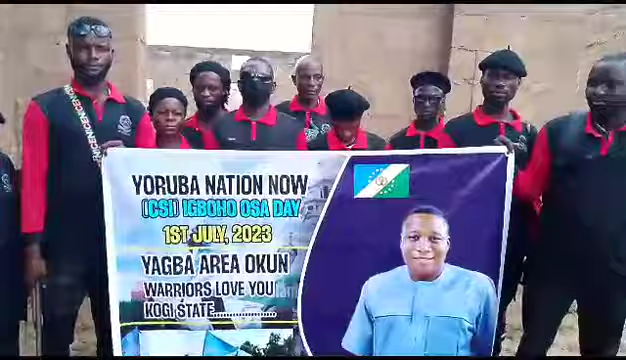 YORUBA NATION NOW
(CSI) IGBOHO OSA DAY
1ST JULY, 2023
YAGBA AREA OKUN
WARRIORS LOVE YOU
KOGI STATE....................